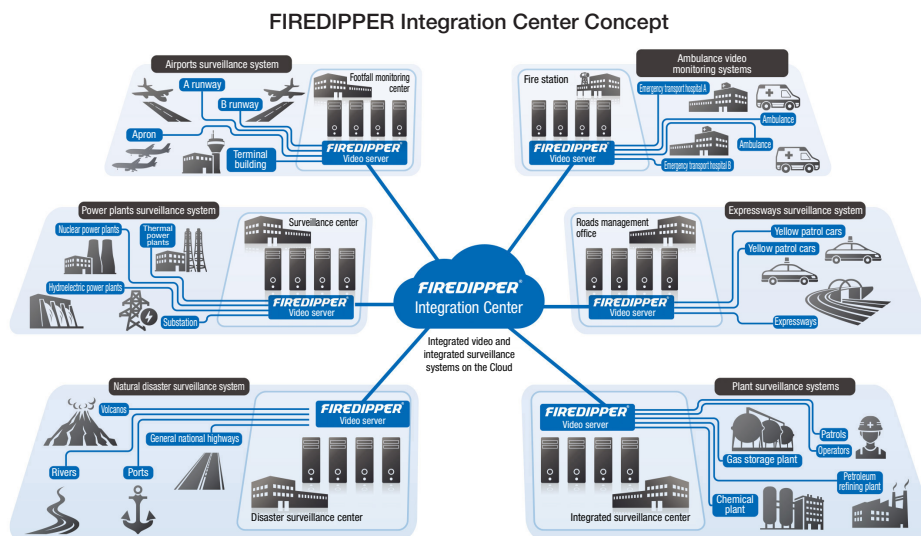 FIREDIPPER Integration Center Concept
Airports surveillance system
A runway
B runway
Apron
Terminal
building
Footfall monitoring
center
FIREDIPPER®
Video server
Ambulance video
monitoring systems
Fire station
Emergency transport hospital A
Ambulance
Ambulance
Emergency transport hospital B
FIREDIPPER®
Video server
Power plants surveillance system
Nuclear power plants
Thermal
power
plants
Hydroelectric power plants
Substation
Surveillance center
FIREDIPPER®
Video server
FIREDIPPER®
Integration Center
Integrated video and
integrated surveillance
systems on the Cloud
Expressways surveillance system
Roads management
office
Yellow patrol cars
Yellow patrol cars
Expressways
FIREDIPPER®
Video server
Natural disaster surveillance system
Volcanos
General national highways
Rivers
Ports
FIREDIPPER®
Video server
Disaster surveillance center
Plant surveillance systems
FIREDIPPER®
Video server
Patrols
Operators
Gas storage plant
Petroleum
refining plant
Chemical
plant
Integrated surveillance center